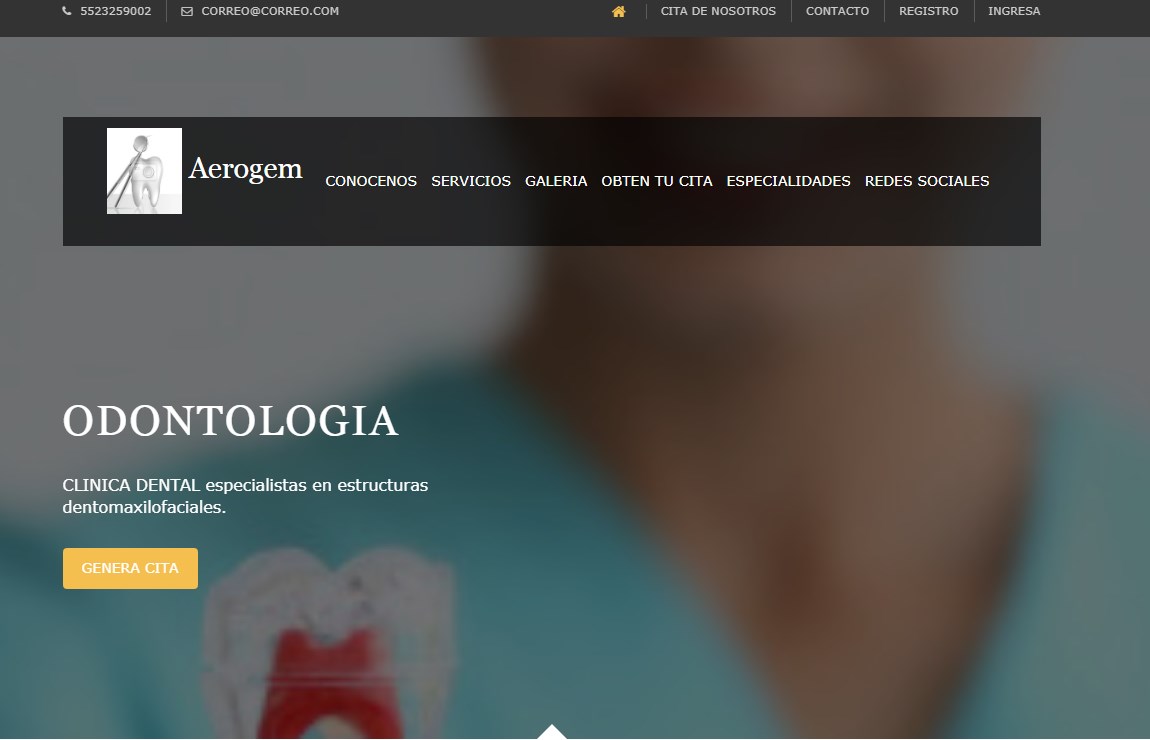 5523259002 CORREO@CORREO.COM CITA DE NOSOTROS CONTACTO REGISTRO INGRESA
Aerogem CONOCENOS SERVICIOS GALERIA OBTEN TU CITA ESPECIALIDADES REDES SOCIALES
ODONTOLOGIA
CLINICA DENTAL especialistas en estructuras
dentomaxilofaciales.
GENERA CITA